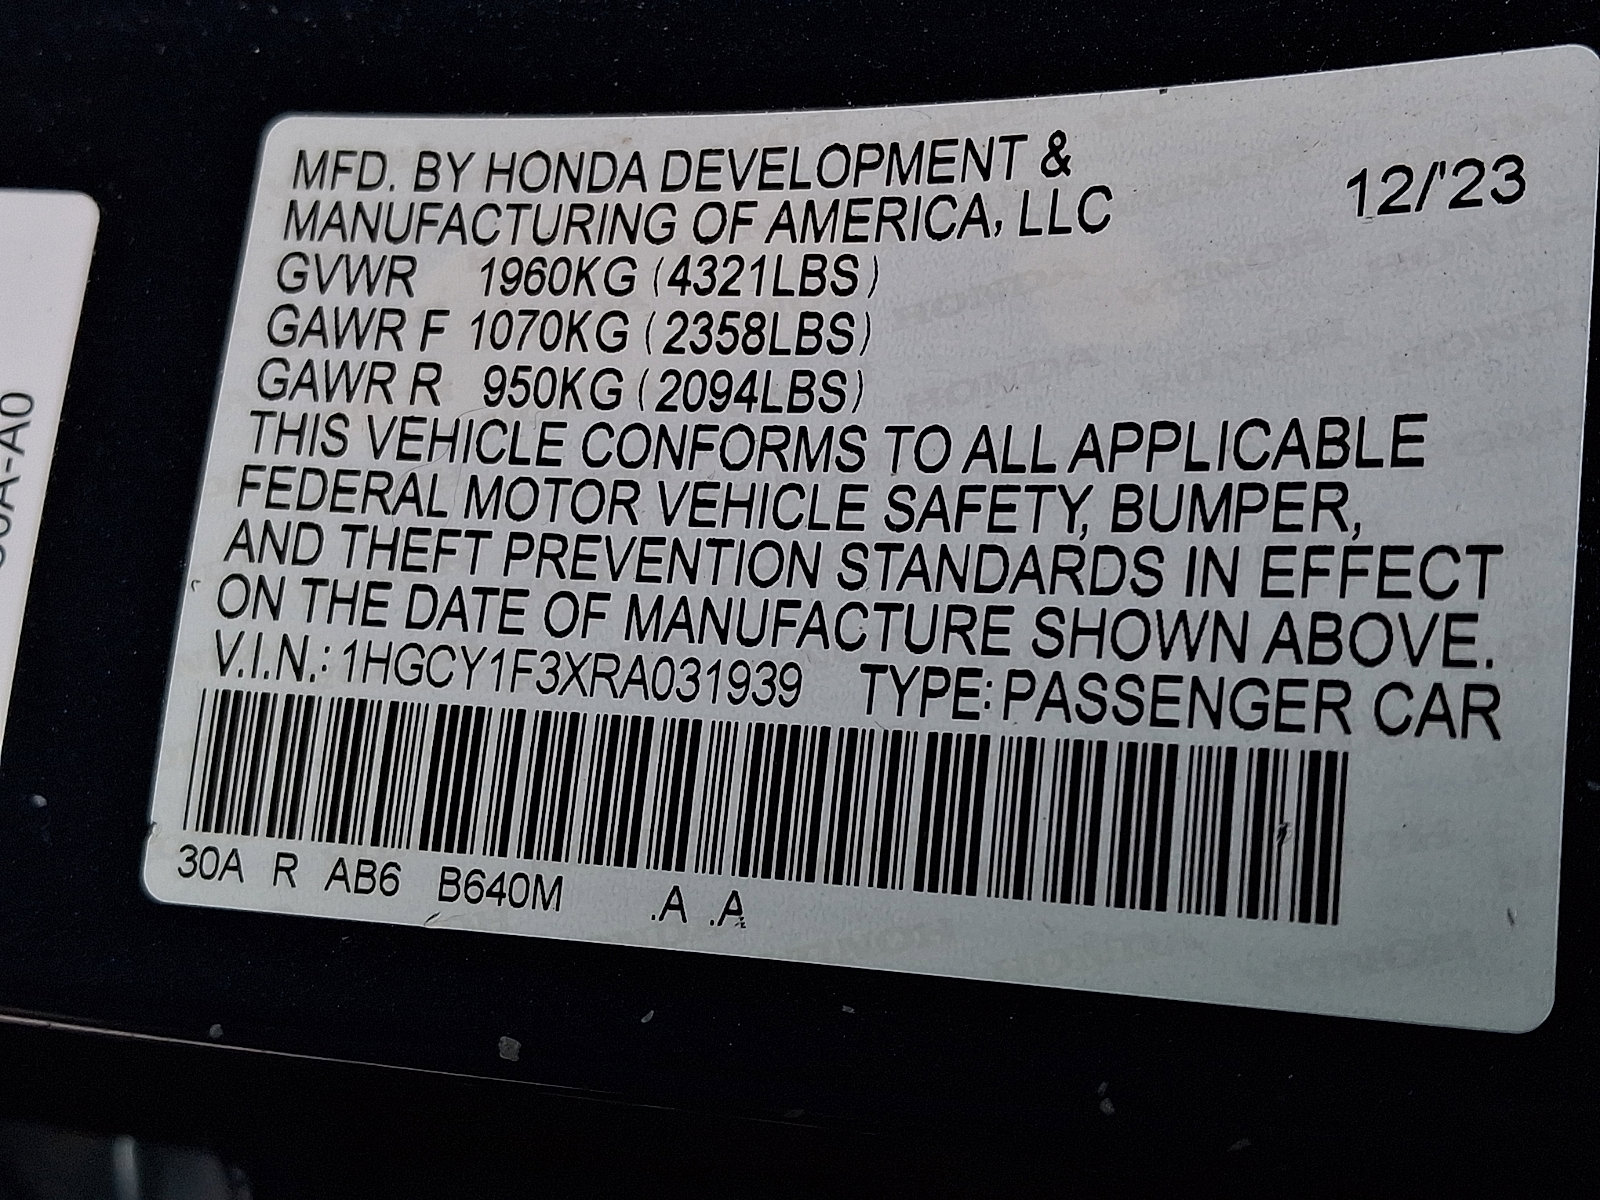 MFD. BY HONDA DEVELOPMENT &
MANUFACTURING OF AMERICA, LLC
12/'23
GVWR 1960KG (4321LBS)
GAWR F 1070KG (2358LBS)
GAWR R 950KG (2094LBS)
THIS VEHICLE CONFORMS TO ALL APPLICABLE
FEDERAL MOTOR VEHICLE SAFETY, BUMPER,
AND THEFT PREVENTION STANDARDS IN EFFECT
ON THE DATE OF MANUFACTURE SHOWN ABOVE.
V.I.N.: 1HGCY1F3XRA031939 TYPE: PASSENGER CAR
30A R AB6 B640M .A .A